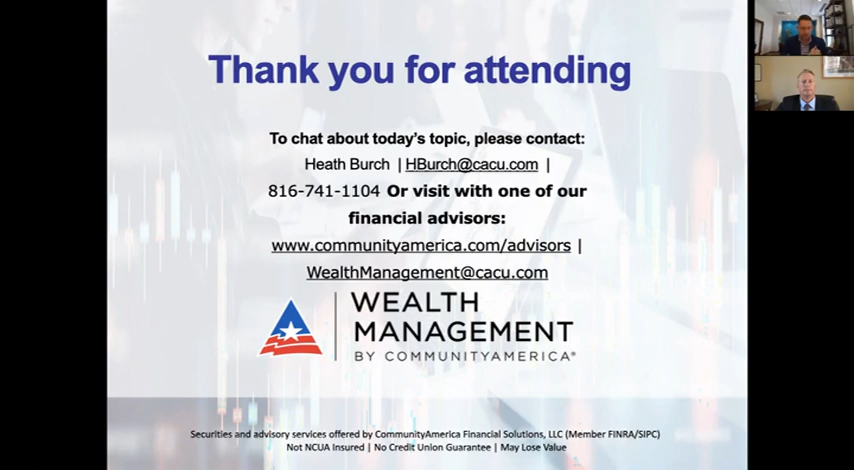 Thank you for attending
To chat about today's topic, please contact:
Heath Burch | HBurch@cacu.com |
816-741-1104 Or visit with one of our
financial advisors:
www.communityamerica.com/advisors |
WealthManagement@cacu.com
WEALTH
MANAGEMENT
BY COMMUNITYAMERICA®
Securities and advisory services offered by CommunityAmerica Financial Solutions, LLC (Member FINRA/SIPC)
Not NCUA Insured | No Credit Union Guarantee | May Lose Value